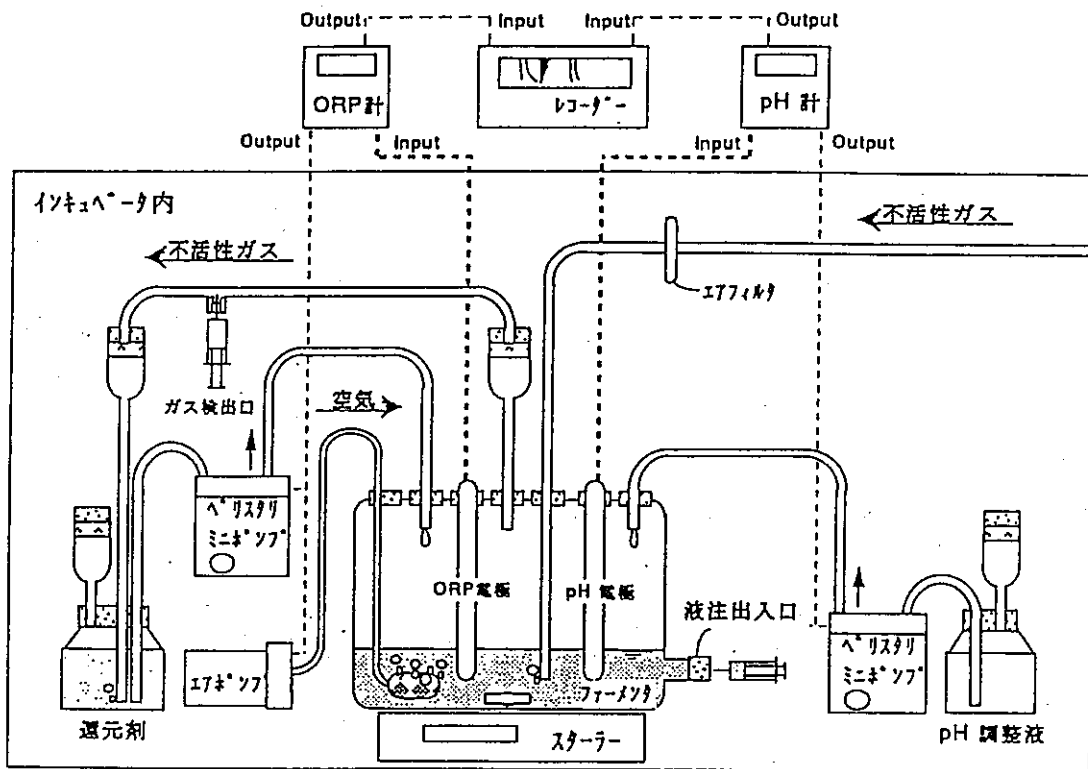 Output
Input
Input
Output
ORP計
レコーダー
pH 計
Output
Input
Input
Output
インキュベータ内
不活性ガス
不活性ガス
エアフィルタ
ガス検出口
空気
ペリスタリ
ミニポンプ
ORP電極
pH 電極
液注出入口
ペリスタリ
ミニポンプ
エアポンプ
ファーメンタ
還元剤
スターラー
pH 調整液